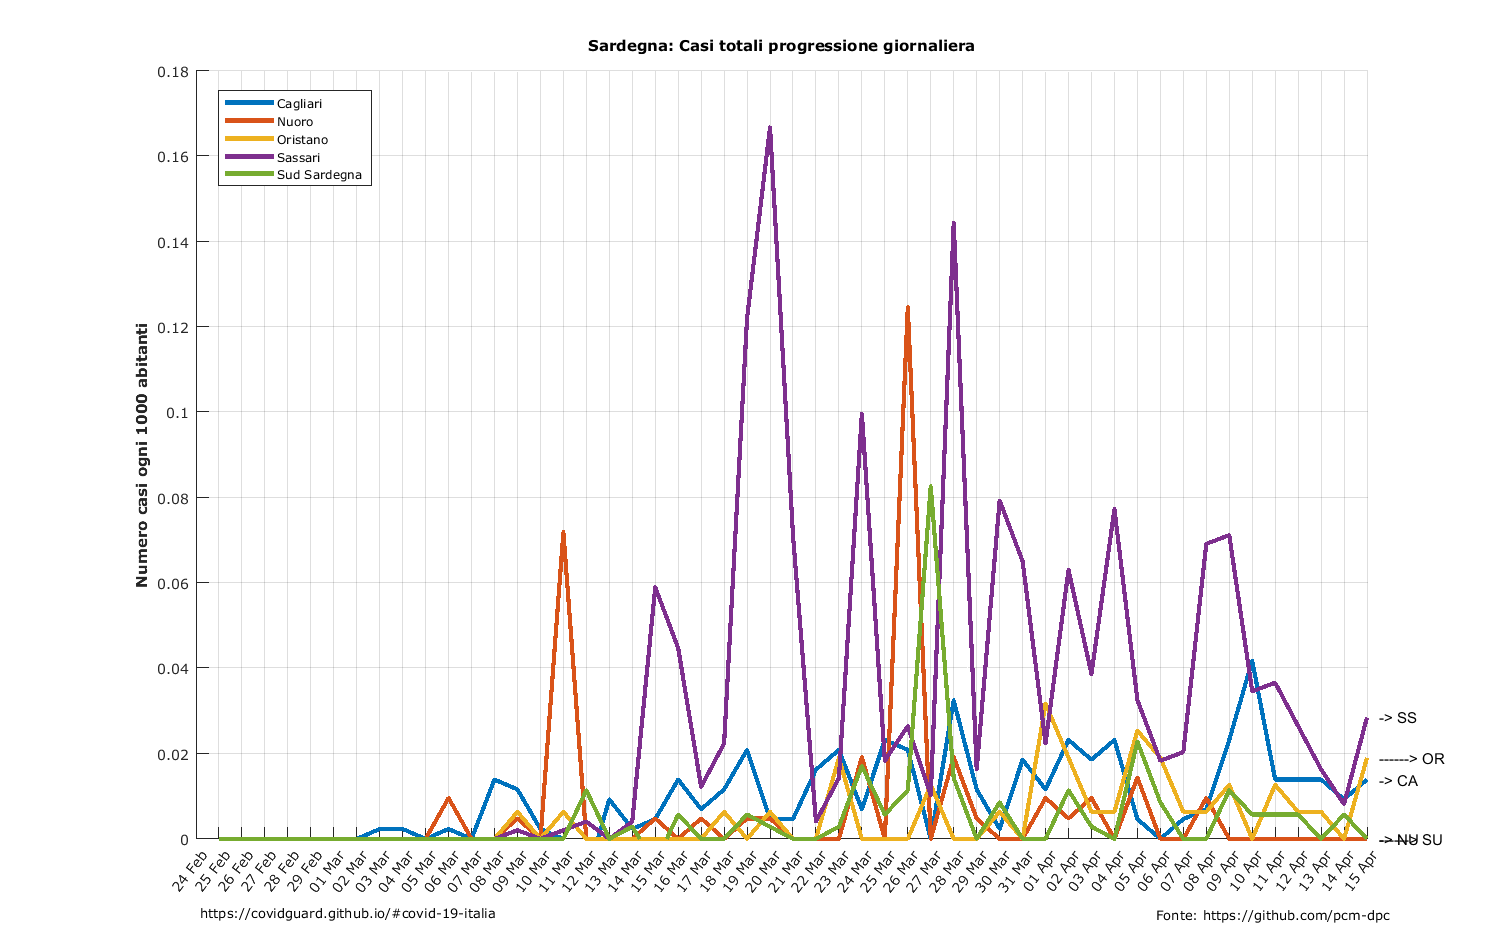 Sardegna: Casi totali progressione giornaliera
Numero casi ogni 1000 abitanti
0.18
0.16
0.14
0.12
0.1
0.08
0.06
0.04
0.02
0
Cagliari
Nuoro
Oristano
Sassari
Sud Sardegna
-> SS
------> OR
-> CA
-> NU
SU
24 Feb
25 Feb
26 Feb
27 Feb
28 Feb
29 Feb
01 Mar
02 Mar
03 Mar
04 Mar
05 Mar
06 Mar
07 Mar
08 Mar
09 Mar
10 Mar
11 Mar
12 Mar
13 Mar
14 Mar
15 Mar
16 Mar
17 Mar
18 Mar
19 Mar
20 Mar
21 Mar
22 Mar
23 Mar
24 Mar
25 Mar
26 Mar
27 Mar
28 Mar
29 Mar
30 Mar
31 Mar
01 Apr
02 Apr
03 Apr
04 Apr
05 Apr
06 Apr
07 Apr
08 Apr
09 Apr
10 Apr
11 Apr
12 Apr
13 Apr
14 Apr
15 Apr
https://covidguard.github.io/#covid-19-italia
Fonte: https://github.com/pcm-dpc